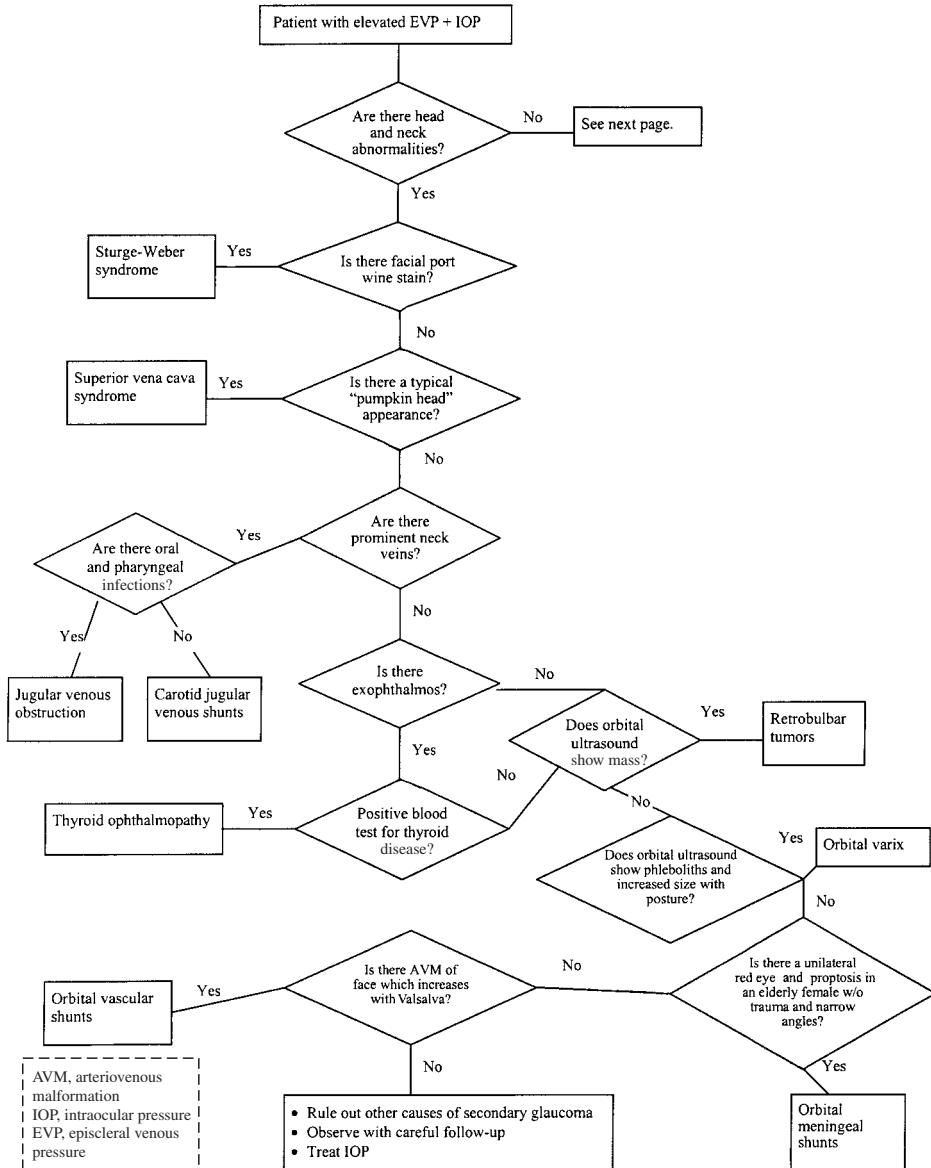 Patient with elevated EVP + IOP
Are there head
and neck
abnormalities?
No
See next page.
Yes
Sturge-Weber
syndrome
Yes
Is there facial port
wine stain?
No
Superior vena cava
syndrome
Yes
Is there a typical
“pumpkin head”
appearance?
No
Are there
prominent neck
veins?
Yes
Are there oral
and pharyngeal
infections?
No
Yes
No
Jugular venous
obstruction
Carotid jugular
venous shunts
Is there
exophthalmos?
No
Does orbital
ultrasound
show mass?
Yes
Retrobulbar
tumors
Yes
No
No
Thyroid ophthalmopathy
Yes
Positive blood
test for thyroid
disease?
Does orbital ultrasound
show phleboliths and
increased size with
posture?
Yes
Orbital varix
No
Is there a unilateral
red eye and proptosis in
an elderly female w/o
trauma and narrow
angles?
No
Is there AVM of
face which increases
with Valsalva?
Yes
Orbital vascular
shunts
No
Yes
Orbital
meningeal
shunts
• Rule out other causes of secondary glaucoma
• Observe with careful follow-up
• Treat IOP
AVM, arteriovenous
malformation
IOP, intraocular pressure
EVP, episcleral venous
pressure